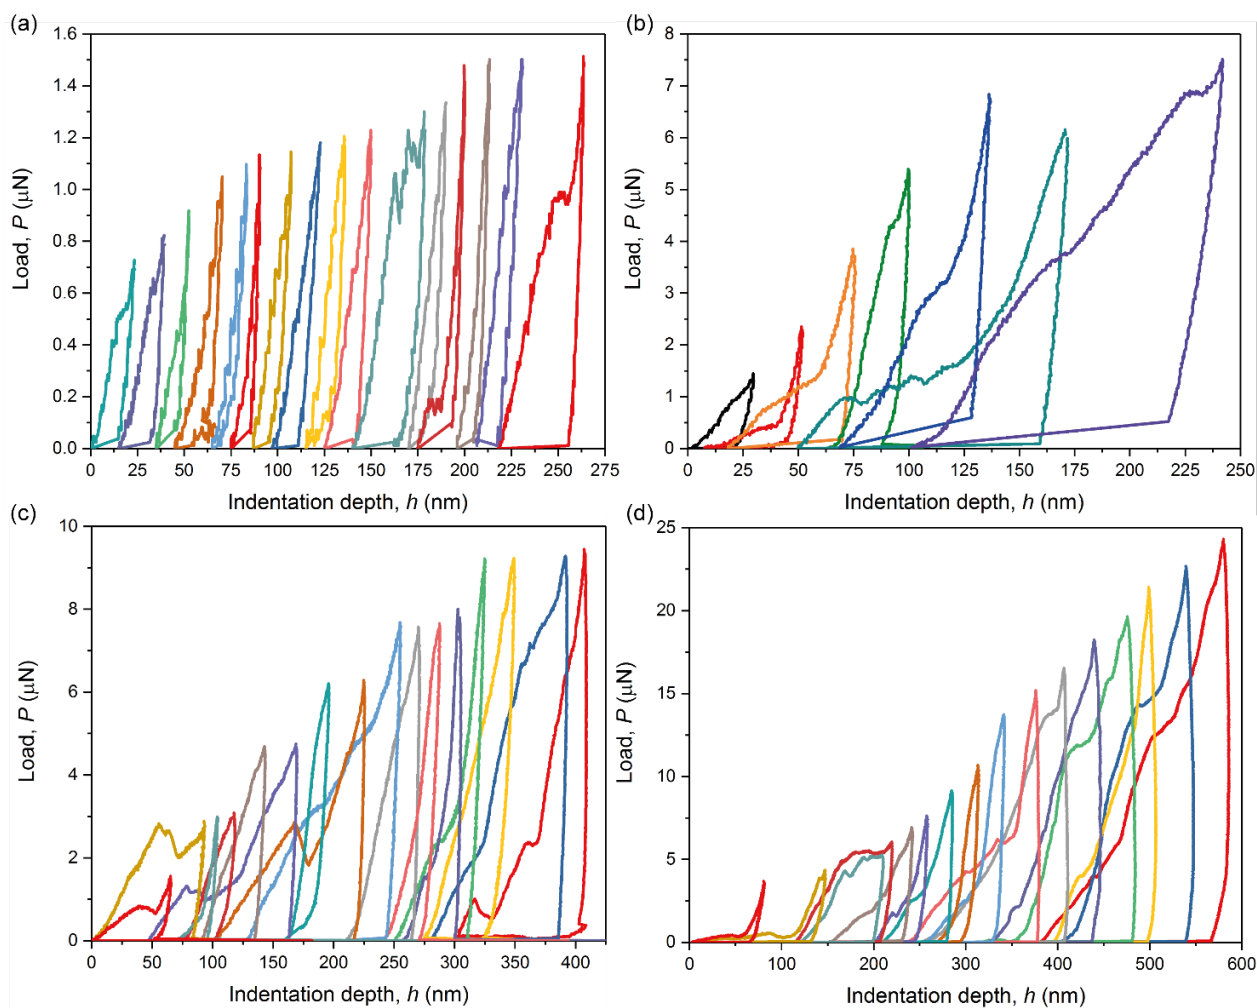 (a)
1.6
1.4
1.2
1.0
0.8
0.6
0.4
0.2
0.0
Load, P (μN)
0 25 50 75 100 125 150 175 200 225 250 275
Indentation depth, h (nm)
(b)
8
7
6
5
4
3
2
1
0
Load, P (μN)
0 25 50 75 100 125 150 175 200 225 250
Indentation depth, h (nm)
(c)
10
8
6
4
2
0
Load, P (μN)
0 50 100 150 200 250 300 350 400
Indentation depth, h (nm)
(d)
25
20
15
10
5
0
Load, P (μN)
0 100 200 300 400 500 600
Indentation depth, h (nm)